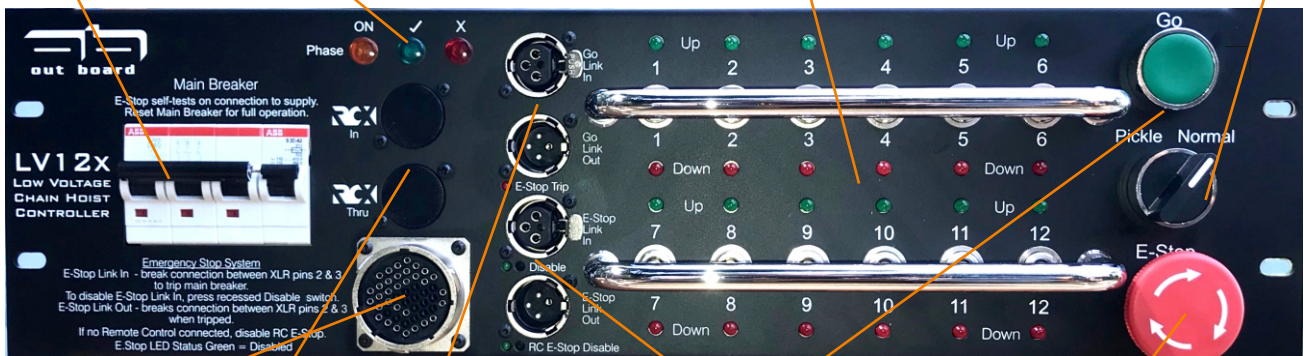 out board
Main Breaker
E-Stop self-tests on connection to supply.
Reset Main Breaker for full operation.
ABB
ABB
LV12x
LOW VOLTAGE
CHAIN HOIST
CONTROLLER
Emergency Stop System
E-Stop Link In - break connection between XLR pins 2 & 3
to trip main breaker.
To disable E-Stop Link In, press recessed Disable switch.
E-Stop Link Out - breaks connection between XLR pins 2 & 3
when tripped.
If no Remote Control connected, disable RC E-Stop.
E.Stop LED Status Green = Disabled
ON ✓ X
Phase
RCX
In
RCX
Thru
Go
Link
In
PUSH
Go
Link
Out
E-Stop Trip
E-Stop
Link
In
Disable
E-Stop
Link
Out
RC E-Stop Disable
Up Up
1 2 3 4 5 6
1 2 3 4 5 6
Down Down
Up Up
7 8 9 10 11 12
7 8 9 10 11 12
Down Down
Go
Pickle Normal
E-Stop